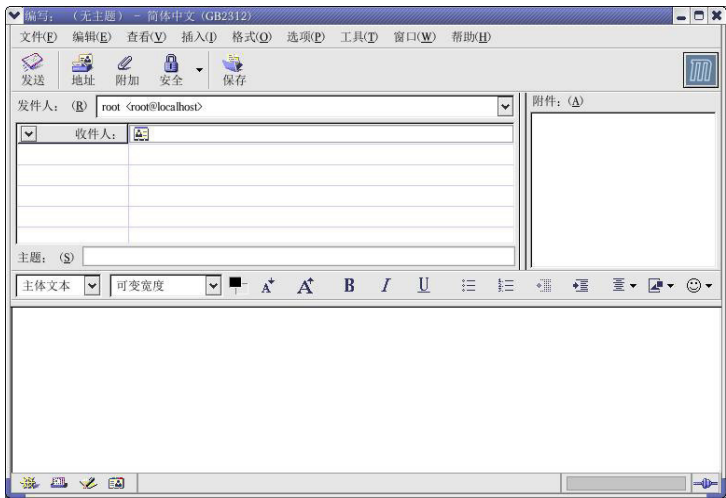 编写：（无主题） - 简体中文 (GB2312)
文件(F) 编辑(E) 查看(V) 插入(I) 格式(O) 选项(P) 工具(T) 窗口(W) 帮助(H)
发送 地址 附加 安全 保存
发件人： (R) root <root@localhost> 附件：(A)
收件人：
主题： (S)
主体文本 可变宽度 A A B I U